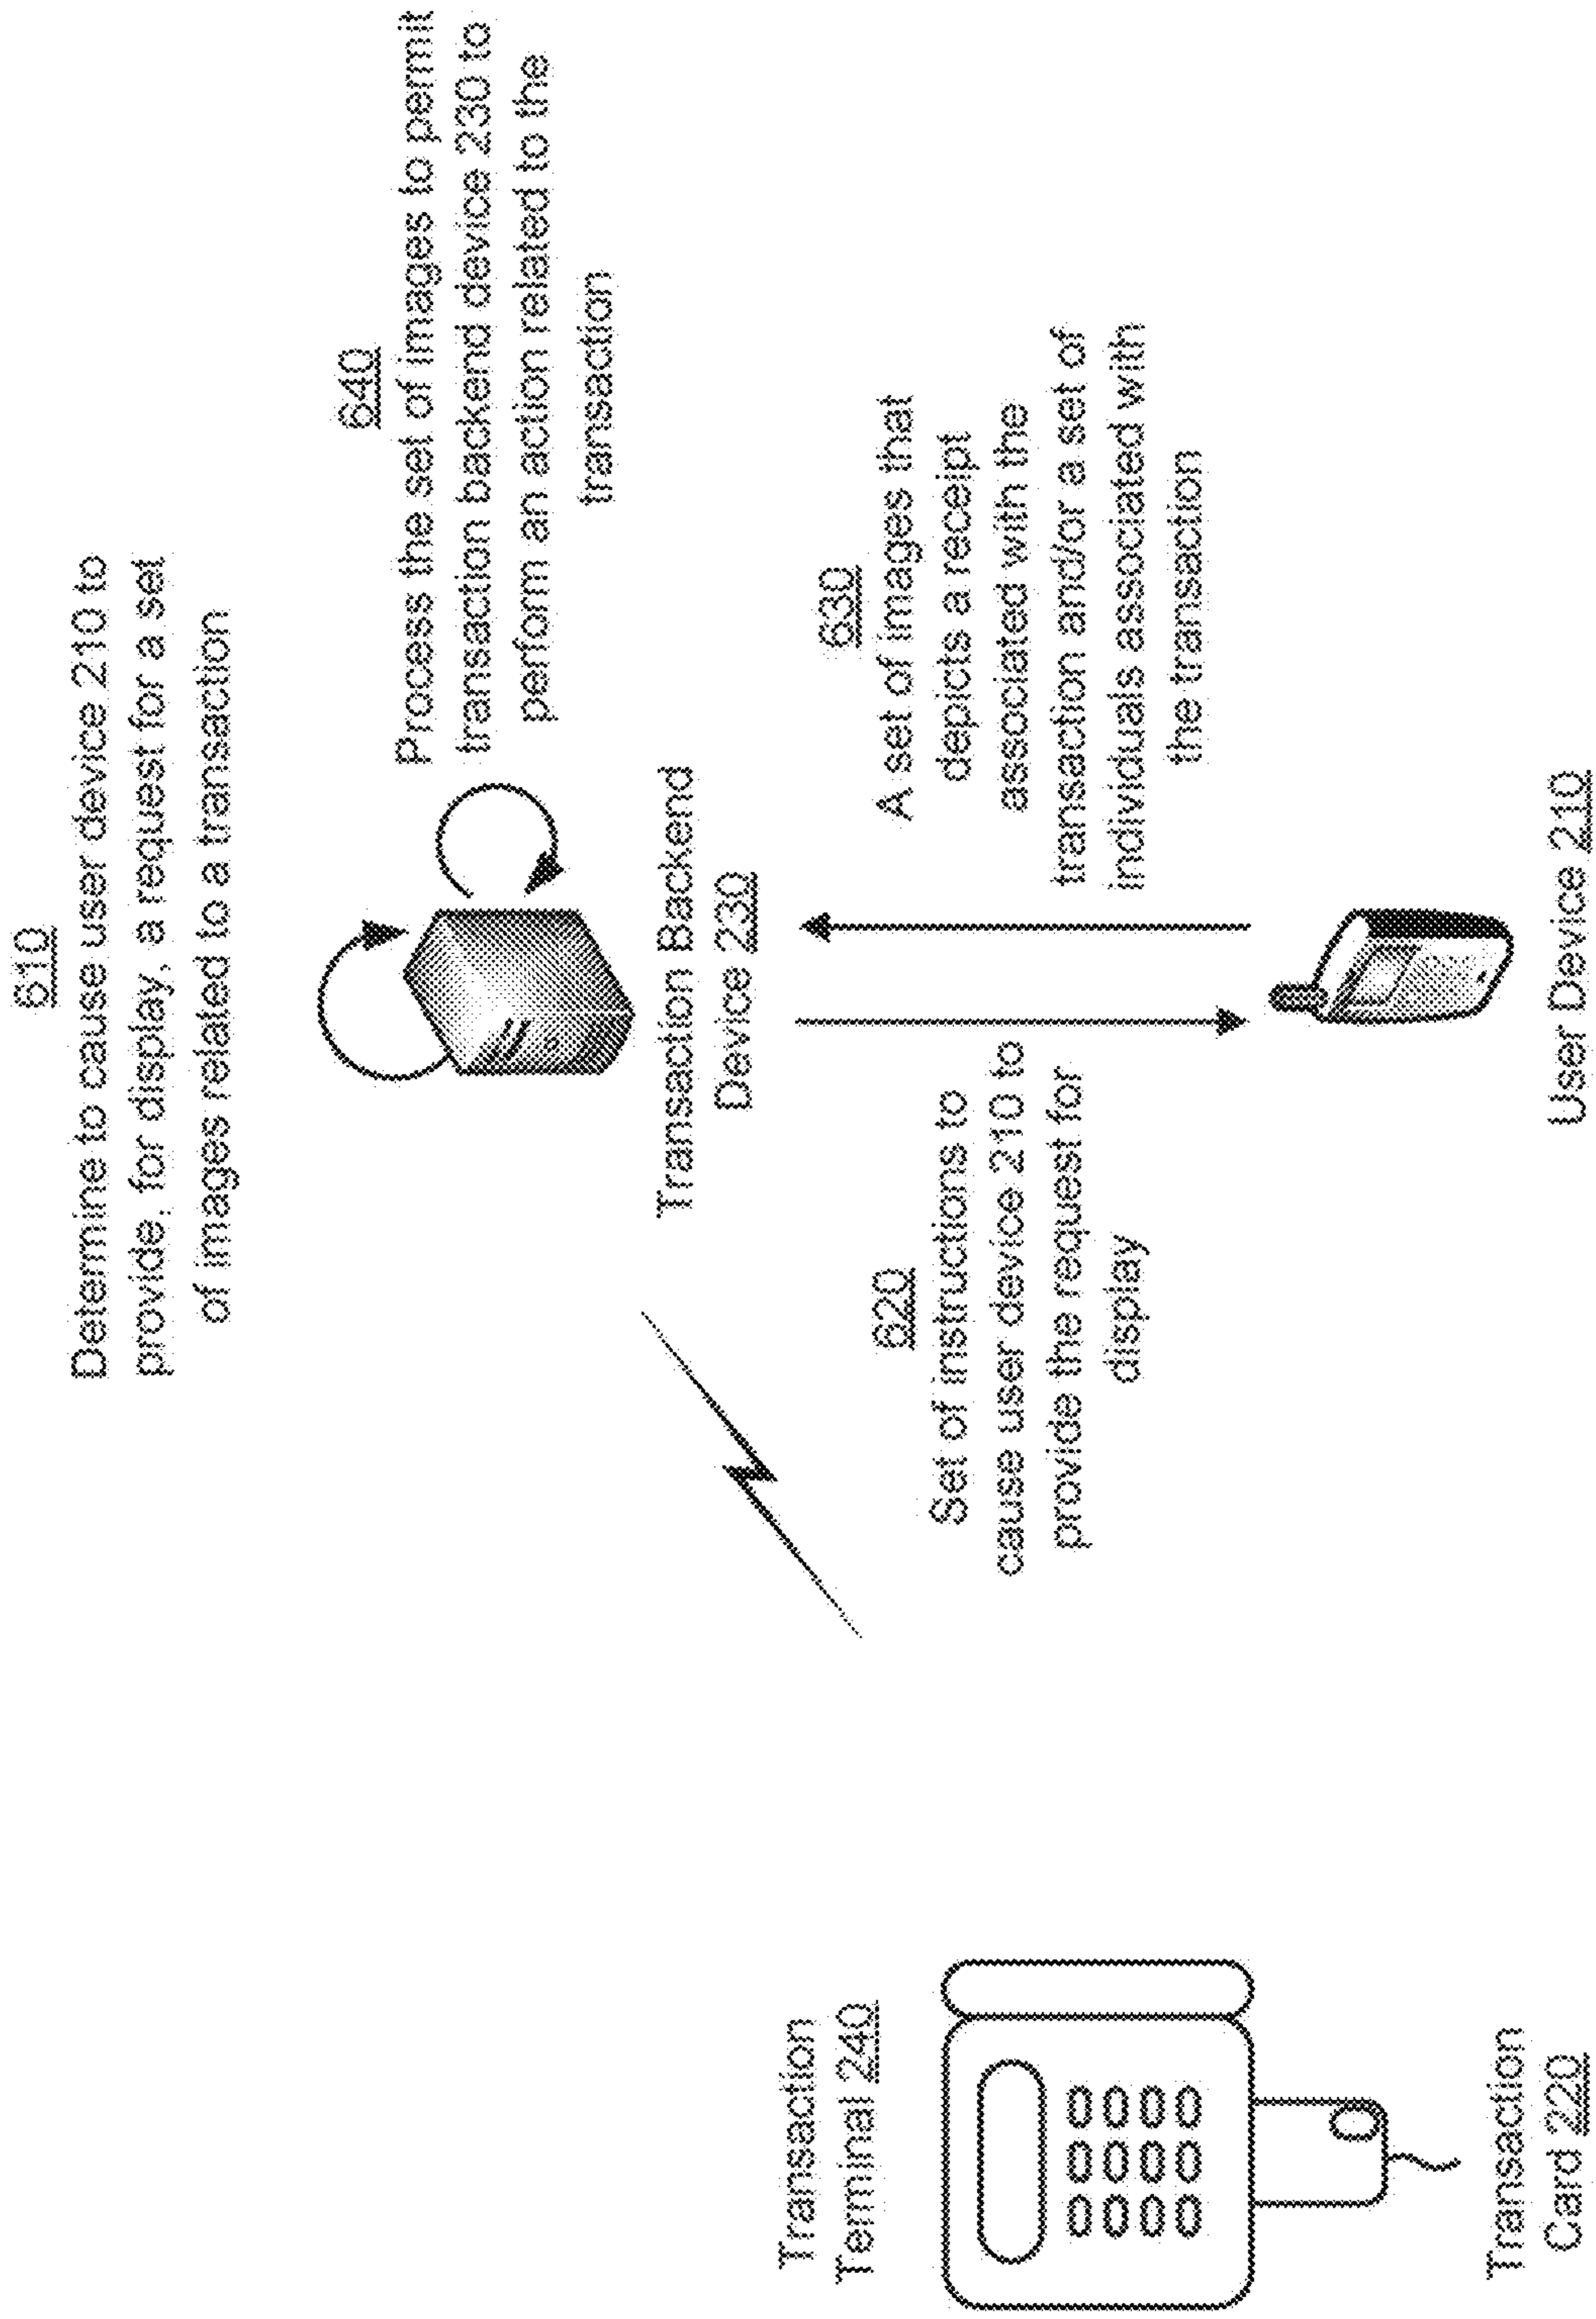 610
Determine to cause user device 210 to
provide, for display, a request for a set
of images related to a transaction
640
Process the set of images to permit
transaction backend device 230 to
perform an action related to the
transaction
Transaction Backend
Device 230
620
Set of instructions to
cause user device 210 to
provide the request for
display
630
A set of images that
depicts a receipt
associated with the
transaction and/or a set of
individuals associated with
the transaction
User Device 210
Transaction
Terminal 240
Transaction
Card 220